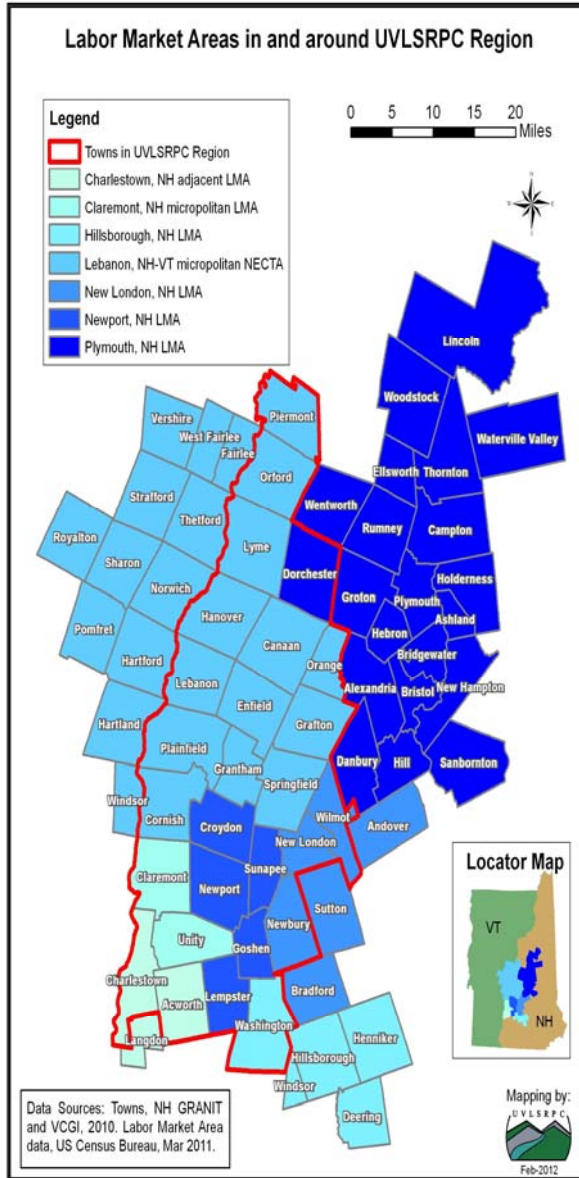 Labor Market Areas in and around UVLSRPC Region
Legend
Towns in UVLSRPC Region
Charlestown, NH adjacent LMA
Claremont, NH micropolitan LMA
Hillsborough, NH LMA
Lebanon, NH-VT micropolitan NECTA
New London, NH LMA
Newport, NH LMA
Plymouth, NH LMA
0 5 10 15 20
Miles
N
Lincoln
Woodstock
Waterville Valley
Piermont
Vershire
West Fairlee
Fairlee
Ellsworth
Thornton
Orford
Strafford
Wentworth
Thetford
Rumney
Campton
Royalton
Lyme
Sharon
Dorchester
Holderness
Norwich
Groton
Plymouth
Hanover
Ashland
Pomfret
Hebron
Canaan
Bridgewater
Hartford
Orange
Lebanon
Alexandria
Bristol
New Hampton
Enfield
Hartland
Grafton
Plainfield
Danbury
Hill
Sanbornton
Grantham
Springfield
Windsor
Cornish
Wilmot
Croydon
Andover
New London
Claremont
Sunapee
Newport
Sutton
Newbury
Unity
Goshen
Charlestown
Bradford
Acworth
Lempster
Washington
Henniker
Langdon
Hillsborough
Windsor
Deering
Locator Map
VT
NH
Data Sources: Towns, NH GRANIT
and VCGI, 2010. Labor Market Area
data, US Census Bureau, Mar 2011.
Mapping by:
UVLSRPC
Feb-2012